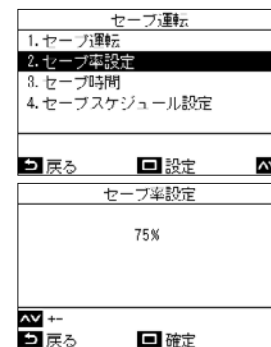 セーブ運転
1. セーブ運転
2. セーブ率設定
3. セーブ時間
4. セーブスケジュール設定
戻る 設定
セーブ率設定
75%
+-
戻る 確定